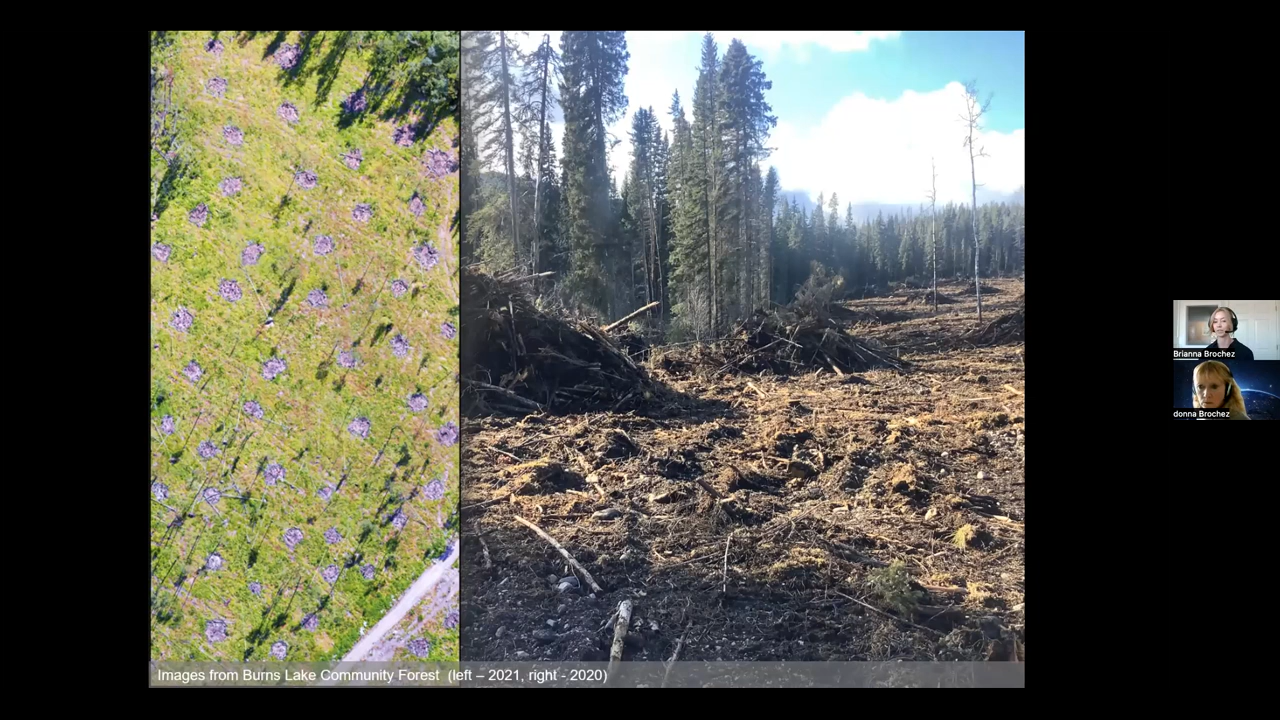 Images from Burns Lake Community Forest  (left – 2021, right - 2020)
Brianna Brochez
donna Brochez